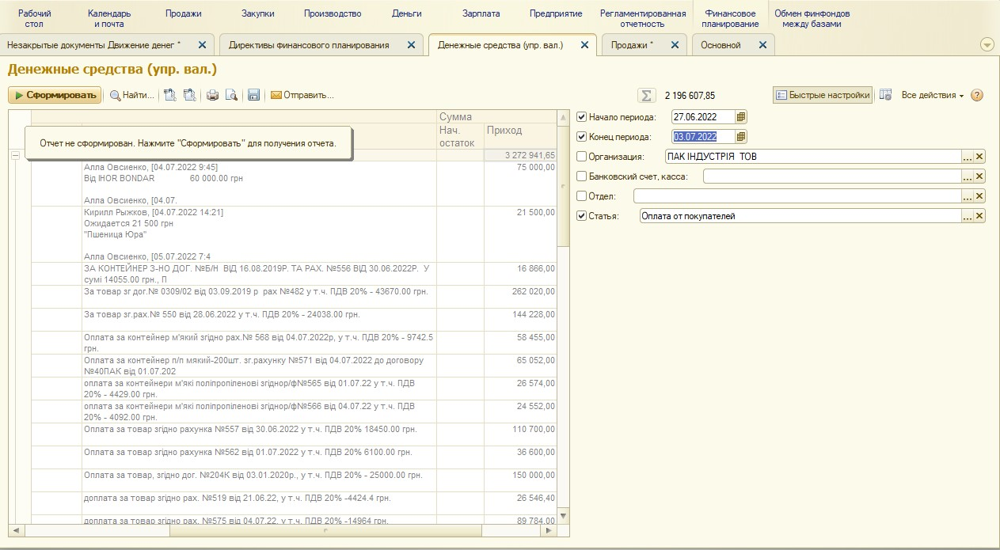 Рабочий стол
Календарь и почта
Продажи
Закупки
Производство
Деньги
Зарплата
Предприятие
Регламентированная отчетность
Финансовое планирование
Обмен финфондов между базами
Незакрытые документы Движение денег *
Директивы финансового планирования
Денежные средства (упр. вал.)
Продажи *
Основной
Денежные средства (упр. вал.)
Сформировать
Найти...
Отправить...
Σ
2 196 607,85
Быстрые настройки
Все действия
?
Отчет не сформирован. Нажмите "Сформировать" для получения отчета.
Сумма
Нач. остаток
Приход
3 272 941,65
Алла Овсиенко, [04.07.2022 9:45]
75 000,00
Від IHOR BONDAR 60 000.00 грн
Алла Овсиенко, [04.07.
Кирилл Рыжков, [04.07.2022 14:21]
21 500,00
Ожидается 21 500 грн
"Пшеница Юра"
Алла Овсиенко, [05.07.2022 7:4
ЗА КОНТЕЙНЕР З-НО ДОГ. №Б/Н ВІД 16.08.2019Р. ТА РАХ. №556 ВІД 30.06.2022Р. У
16 866,00
сумі 14055.00 грн., П
За товар зг дог.№ 0309/02 від 03.09.2019 р рах №482 у т.ч. ПДВ 20% - 43670.00 грн.
262 020,00
За товар зг.рах.№ 550 від 28.06.2022 у т.ч. ПДВ 20% - 24038.00 грн.
144 228,00
Оплата за контейнер м'який згідно рах.№ 568 від 04.07.2022р, у т.ч. ПДВ 20% - 9742.5
58 455,00
грн.
Оплата за контейнер п/п мякий-200шт. зг.рахунку №571 від 04.07.2022 до договору
65 052,00
№40ПАК від 01.07.202
оплата за контейнери м'які поліпропіленові згіднор/ф№565 від 01.07.22 у т.ч. ПДВ
26 574,00
20% - 4429.00 грн.
оплата за контейнери м'які поліпропіленові згіднор/ф№566 від 04.07.22 у т.ч. ПДВ
24 552,00
20% - 4092.00 грн.
Оплата за товар згідно рахунка №557 від 30.06.2022 у т.ч. ПДВ 20% 18450.00 грн.
110 700,00
Оплата за товар згідно рахунка №562 від 01.07.2022 у т.ч. ПДВ 20% 6100.00 грн.
36 600,00
Оплата за товар, згідно дог. №204К від 03.01.2020р., у т.ч. ПДВ 20% - 25000.00 грн.
150 000,00
доплата за товар згідно рах. №519 від 21.06.22, у т.ч. ПДВ 20% -4424.4 грн.
26 546,40
доплата за товар згідно рах. №575 від 04.07.22, у т.ч. ПДВ 20% -14964 грн.
89 784,00
Начало периода: 27.06.2022
Конец периода: 03.07.2022
Организация: ПАК ІНДУСТРІЯ ТОВ
Банковский счет, касса:
Отдел:
Статья: Оплата от покупателей